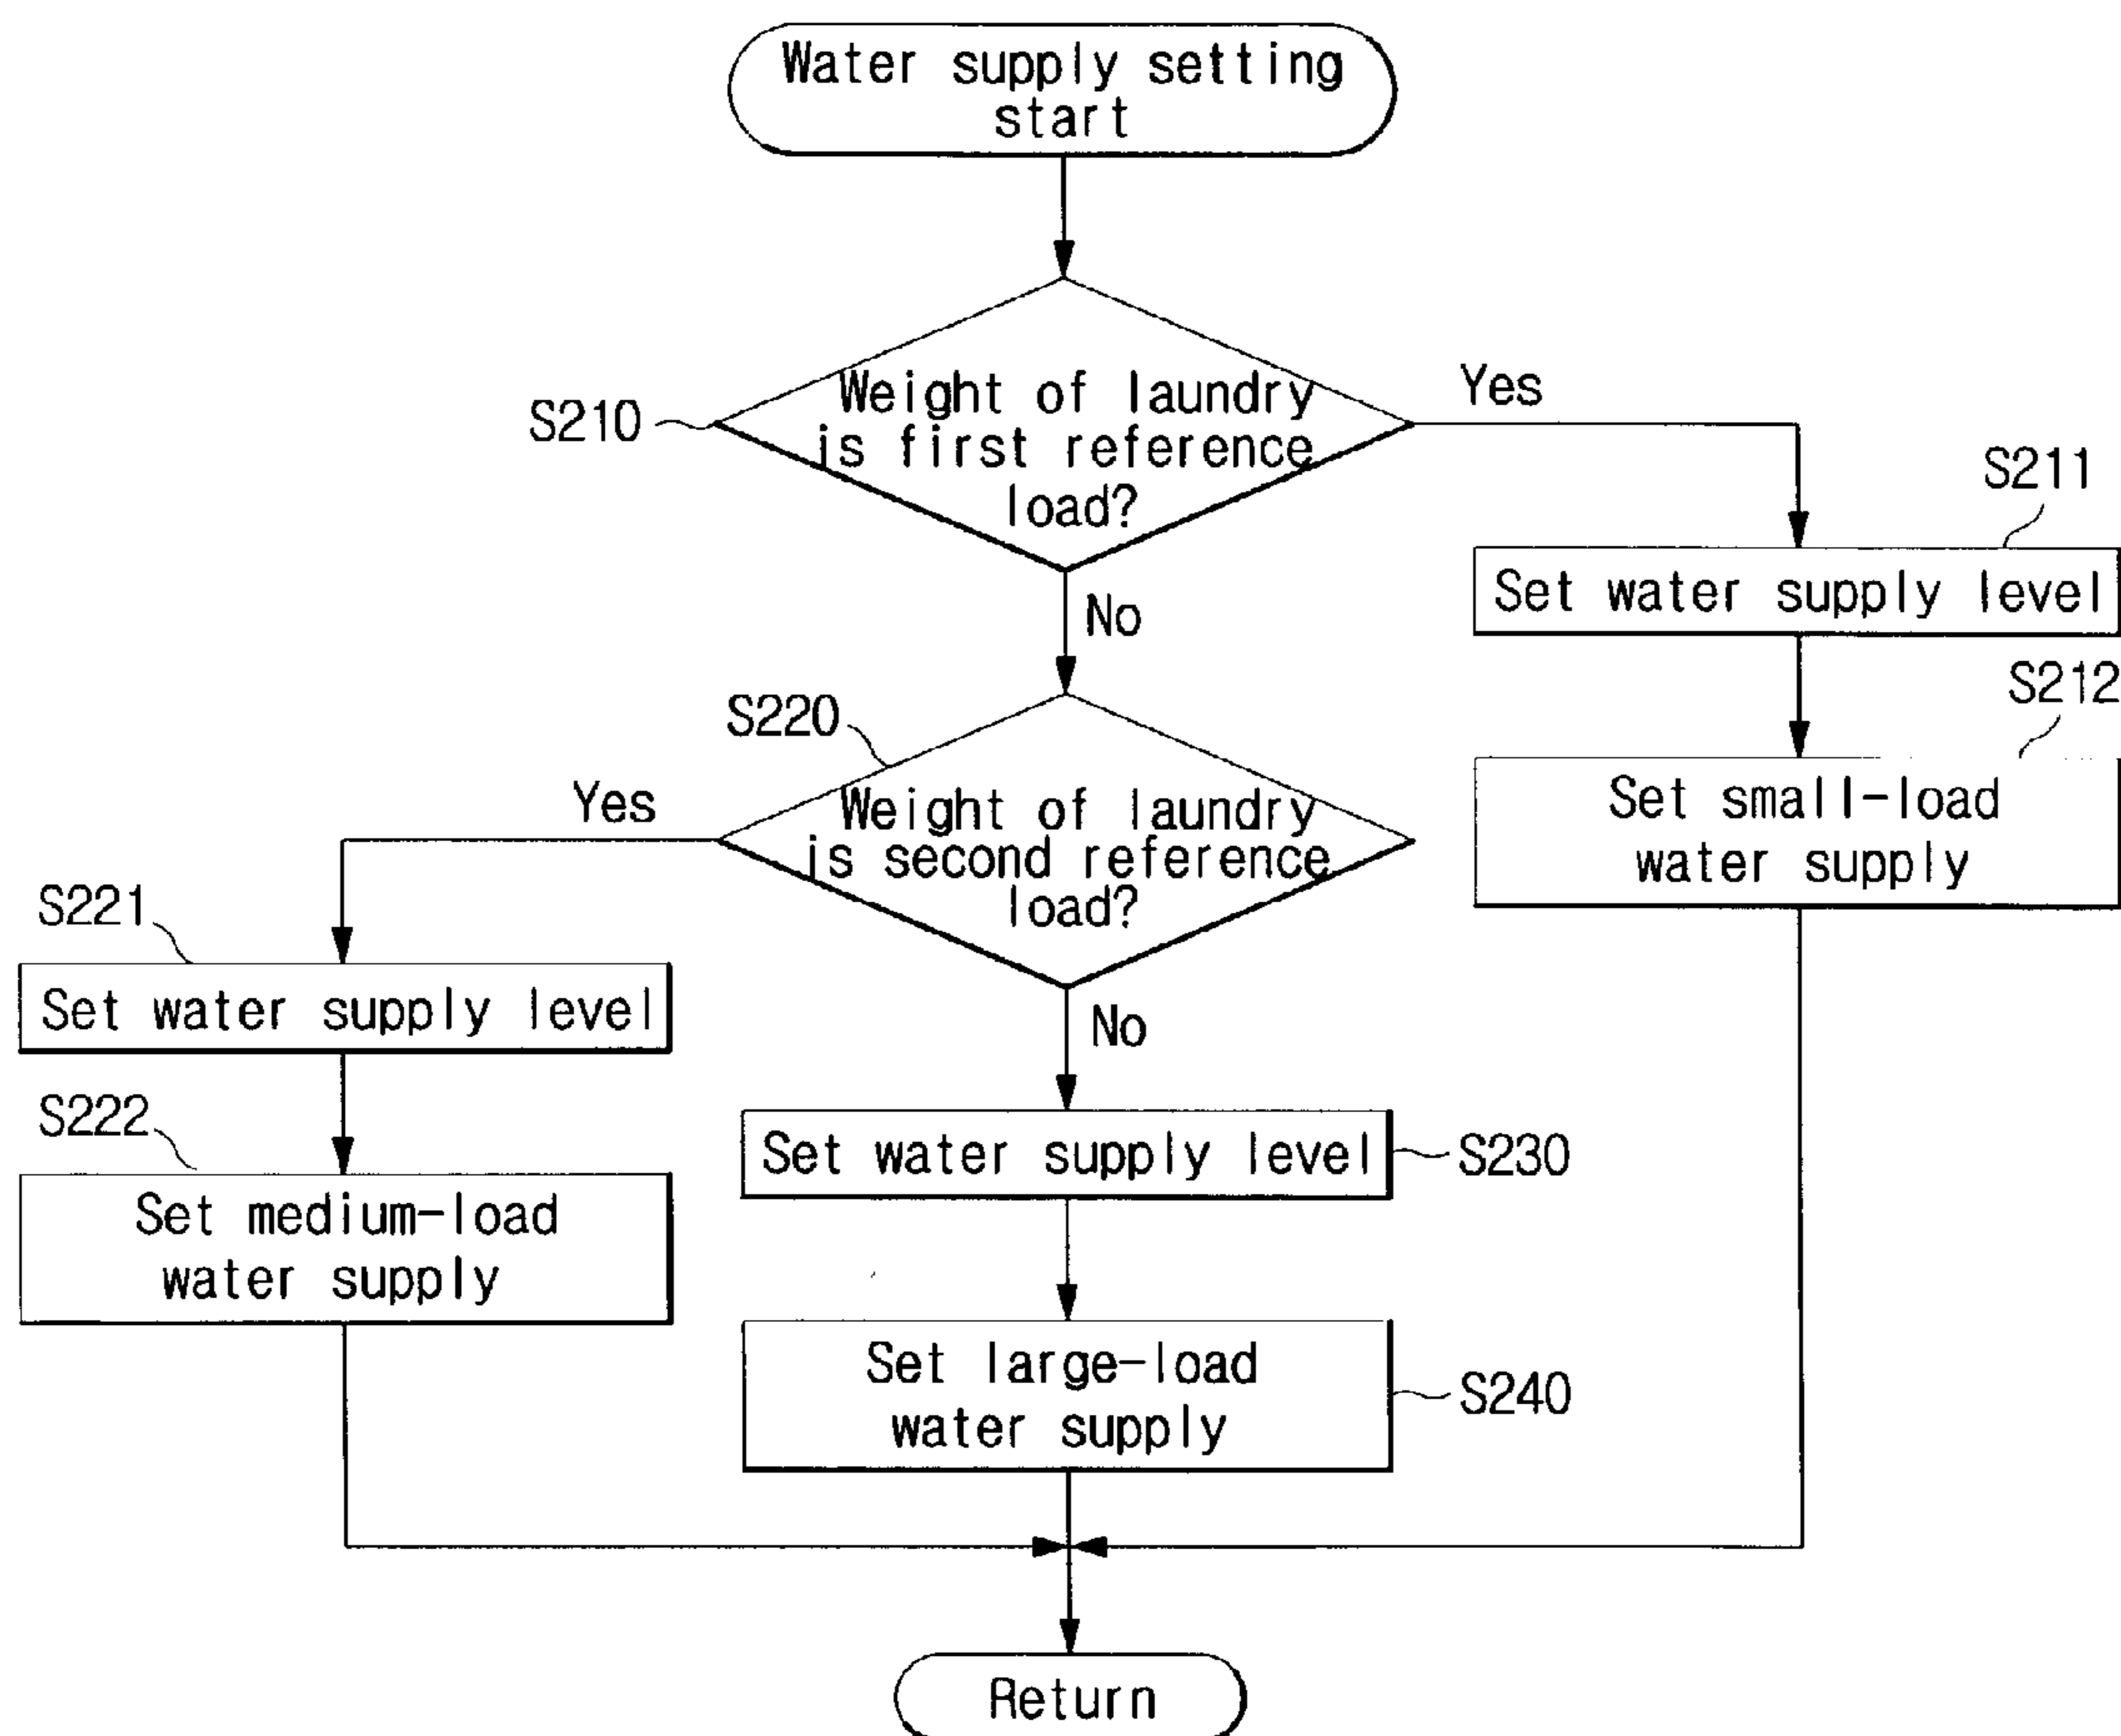 Water supply setting
start
S210
Weight of laundry
is first reference
load?
Yes
No
S211
Set water supply level
S212
Set small-load
water supply
S220
Weight of laundry
is second reference
load?
Yes
No
S221
Set water supply level
S222
Set medium-load
water supply
Set water supply level
S230
Set large-load
water supply
S240
Return